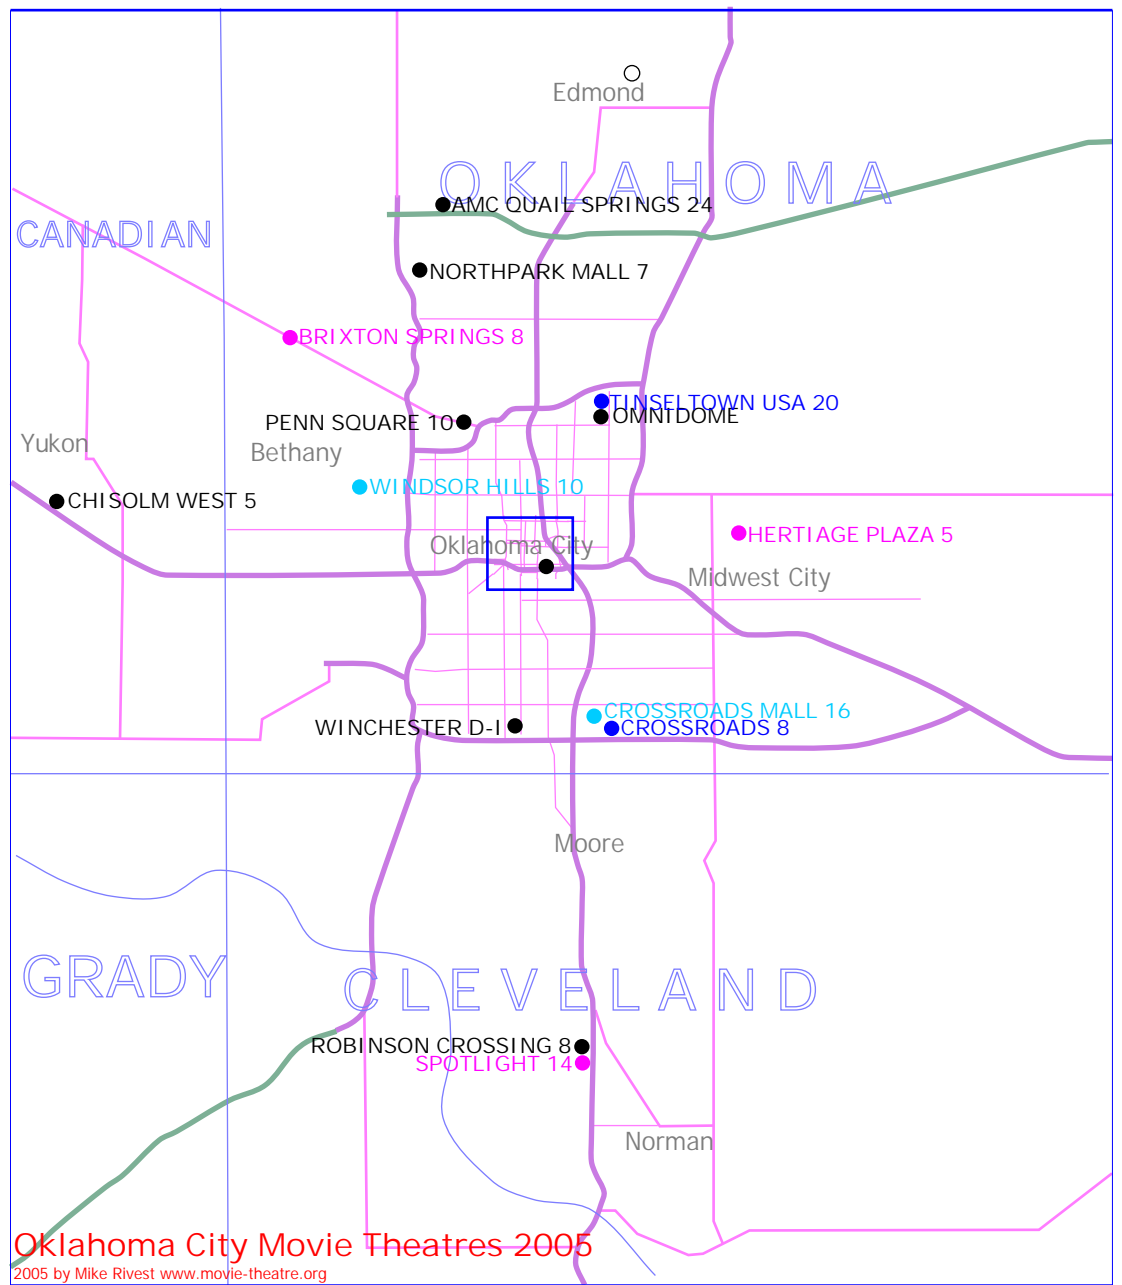 Edmond
OKLAHOMA
AMC QUAIL SPRINGS 24
CANADIAN
NORTHPARK MALL 7
BRIXTON SPRINGS 8
TINSELTOWN USA 20
OMNIDOME
PENN SQUARE 10
Yukon
Bethany
WINDSOR HILLS 10
CHISOLM WEST 5
HERTIAGE PLAZA 5
Oklahoma City
Midwest City
CROSSROADS MALL 16
WINCHESTER D-I
CROSSROADS 8
Moore
GRADY
CLEVELAND
ROBINSON CROSSING 8
SPOTLIGHT 14
Norman
Oklahoma City Movie Theatres 2005
2005 by Mike Rivest www.movie-theatre.org